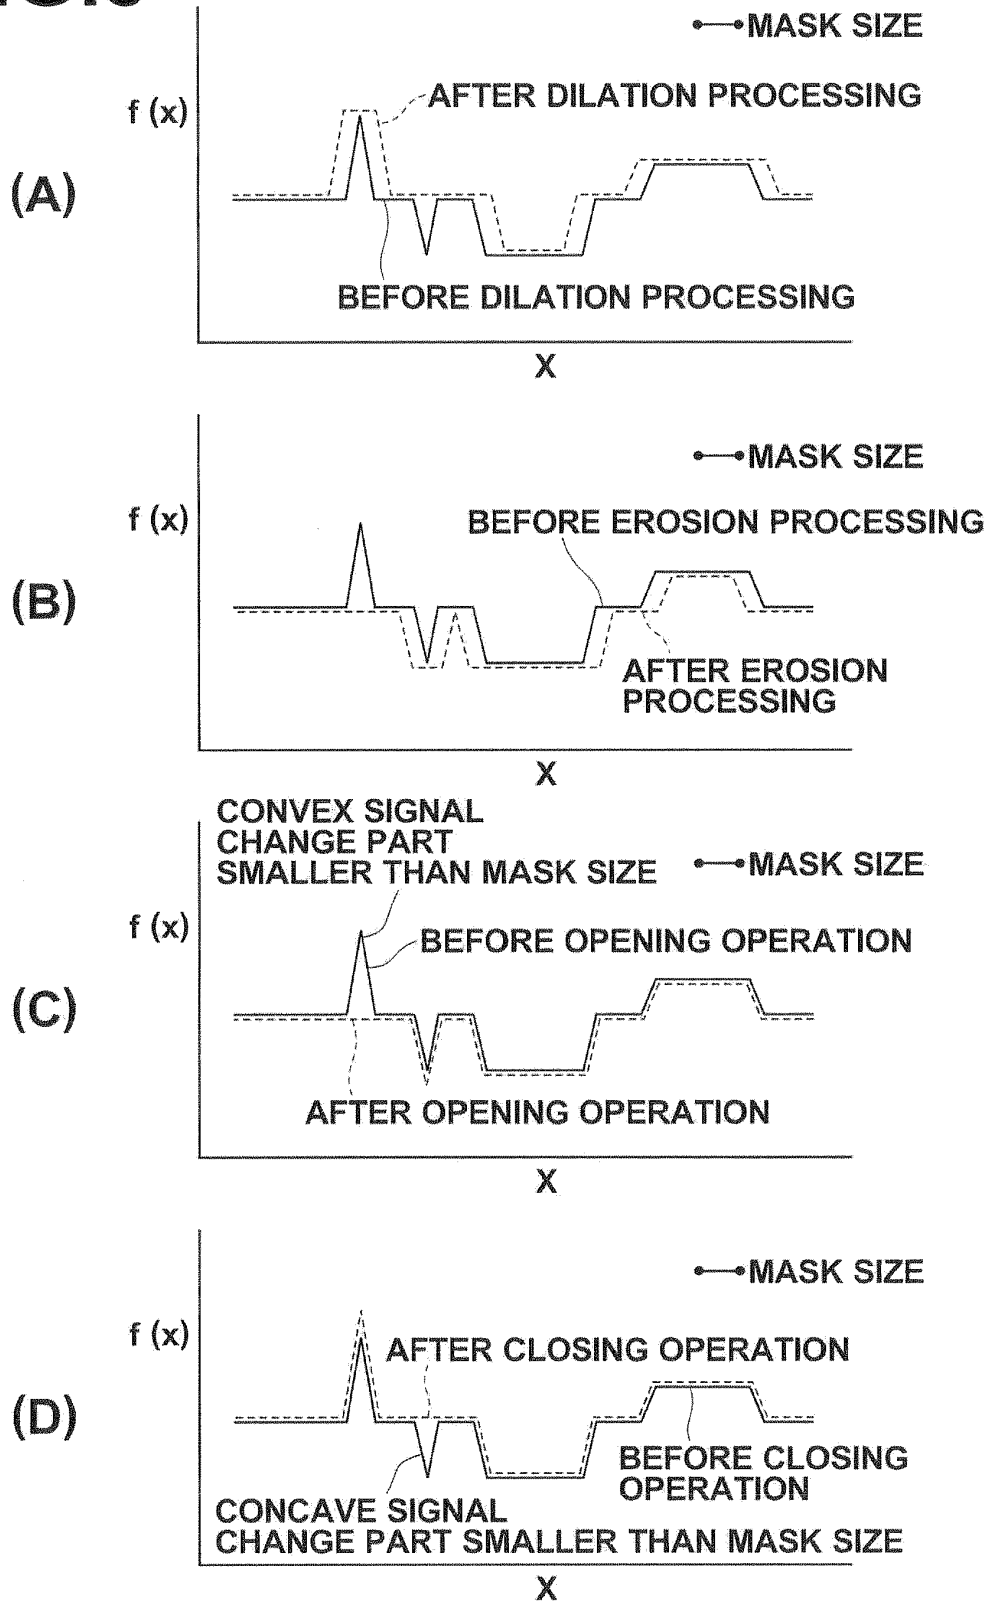 (A)
MASK SIZE
f (x)
AFTER DILATION PROCESSING
BEFORE DILATION PROCESSING
X
(B)
MASK SIZE
f (x)
BEFORE EROSION PROCESSING
AFTER EROSION
PROCESSING
X
(C)
CONVEX SIGNAL
CHANGE PART
SMALLER THAN MASK SIZE
MASK SIZE
f (x)
BEFORE OPENING OPERATION
AFTER OPENING OPERATION
X
(D)
MASK SIZE
f (x)
AFTER CLOSING OPERATION
BEFORE CLOSING
OPERATION
CONCAVE SIGNAL
CHANGE PART SMALLER THAN MASK SIZE
X